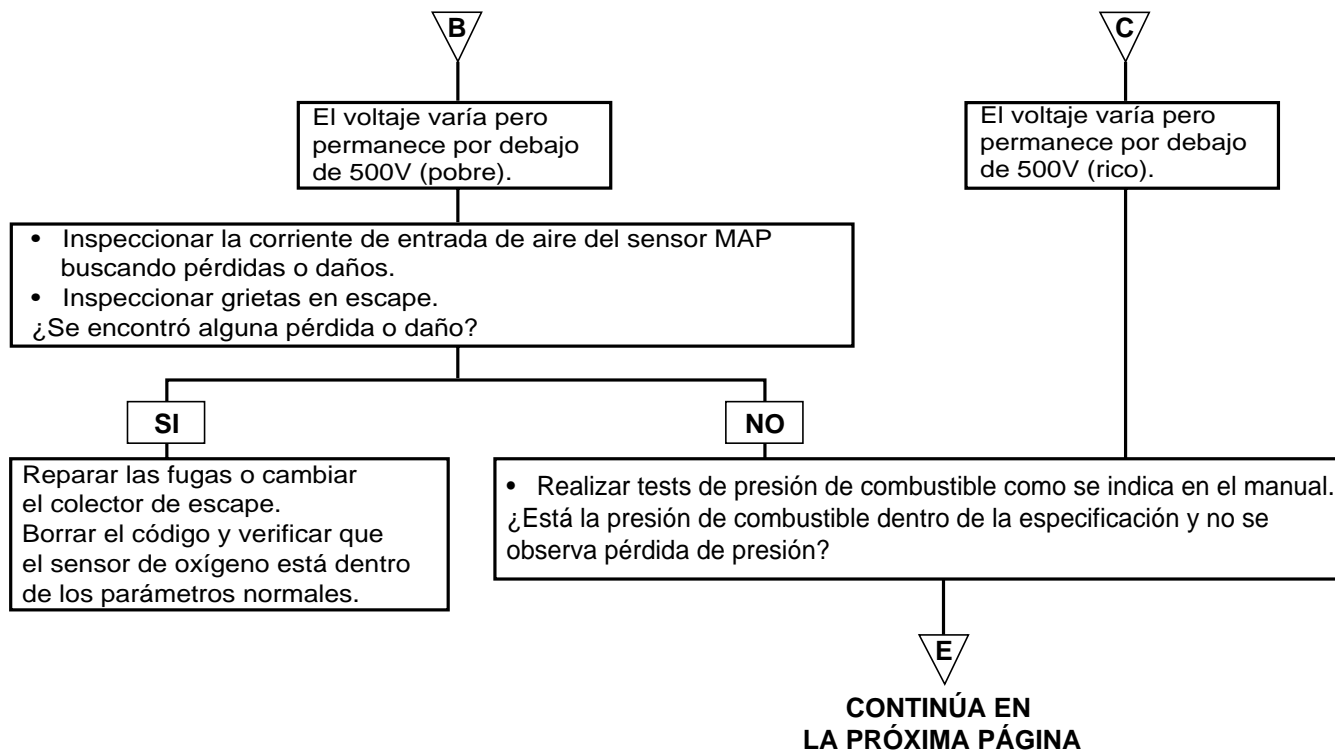 B
C
El voltaje varía pero
permanece por debajo
de 500V (pobre).
El voltaje varía pero
permanece por debajo
de 500V (rico).
• Inspeccionar la corriente de entrada de aire del sensor MAP
buscando pérdidas o daños.
• Inspeccionar grietas en escape.
¿Se encontró alguna pérdida o daño?
SI
NO
Reparar las fugas o cambiar
el colector de escape.
Borrar el código y verificar que
el sensor de oxígeno está dentro
de los parámetros normales.
• Realizar tests de presión de combustible como se indica en el manual.
¿Está la presión de combustible dentro de la especificación y no se
observa pérdida de presión?
E
CONTINÚA EN
LA PRÓXIMA PÁGINA